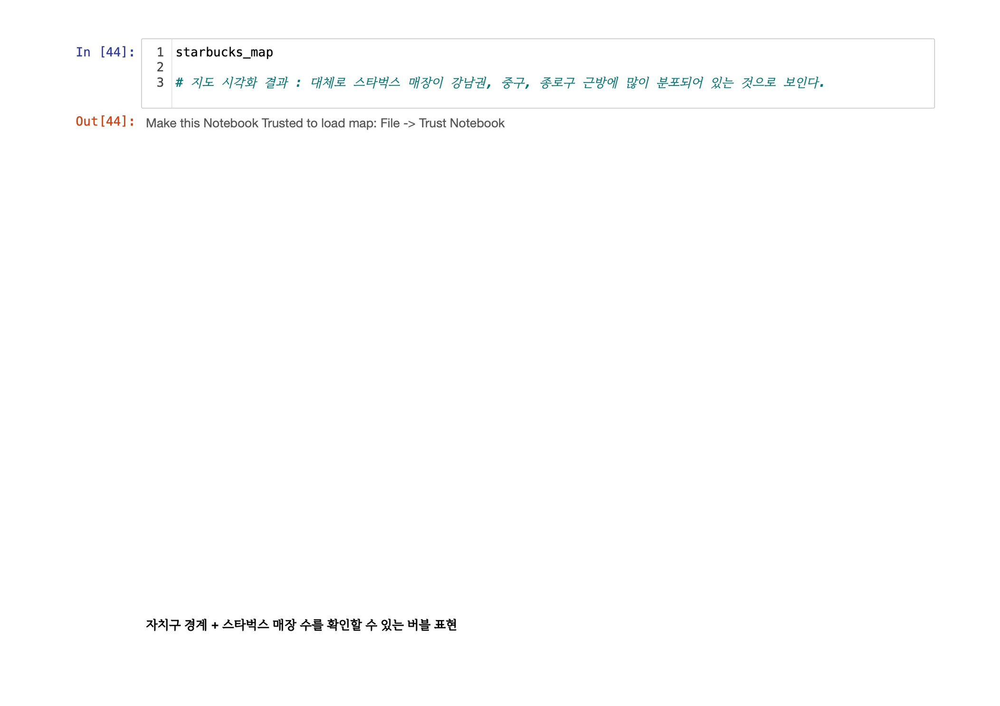 In [44]:
1 starbucks_map
2
3 # 지도 시각화 결과 : 대체로 스타벅스 매장이 강남권, 중구, 종로구 근방에 많이 분포되어 있는 것으로 보인다.
Out[44]: Make this Notebook Trusted to load map: File -> Trust Notebook
자치구 경계 + 스타벅스 매장 수를 확인할 수 있는 버블 표현